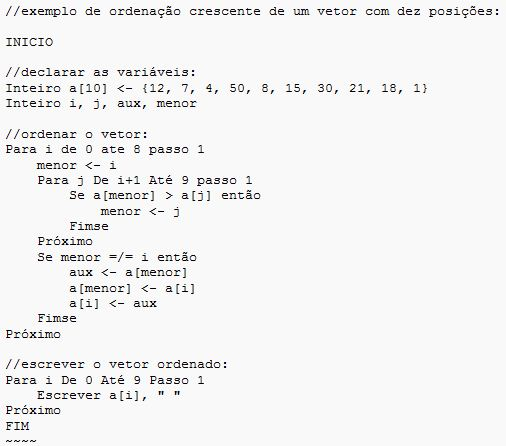 //exemplo de ordenação crescente de um vetor com dez posições:
INICIO
//declarar as variáveis:
Inteiro a[10] <- {12, 7, 4, 50, 8, 15, 30, 21, 18, 1}
Inteiro i, j, aux, menor
//ordenar o vetor:
Para i de 0 ate 8 passo 1
    menor <- i
    Para j De i+1 Até 9 passo 1
        Se a[menor] > a[j] então
            menor <- j
        Fimse
    Próximo
    Se menor =/= i então
        aux <- a[menor]
        a[menor] <- a[i]
        a[i] <- aux
    Fimse
Próximo
//escrever o vetor ordenado:
Para i De 0 Até 9 Passo 1
    Escrever a[i], " "
Próximo
FIM
~~~~